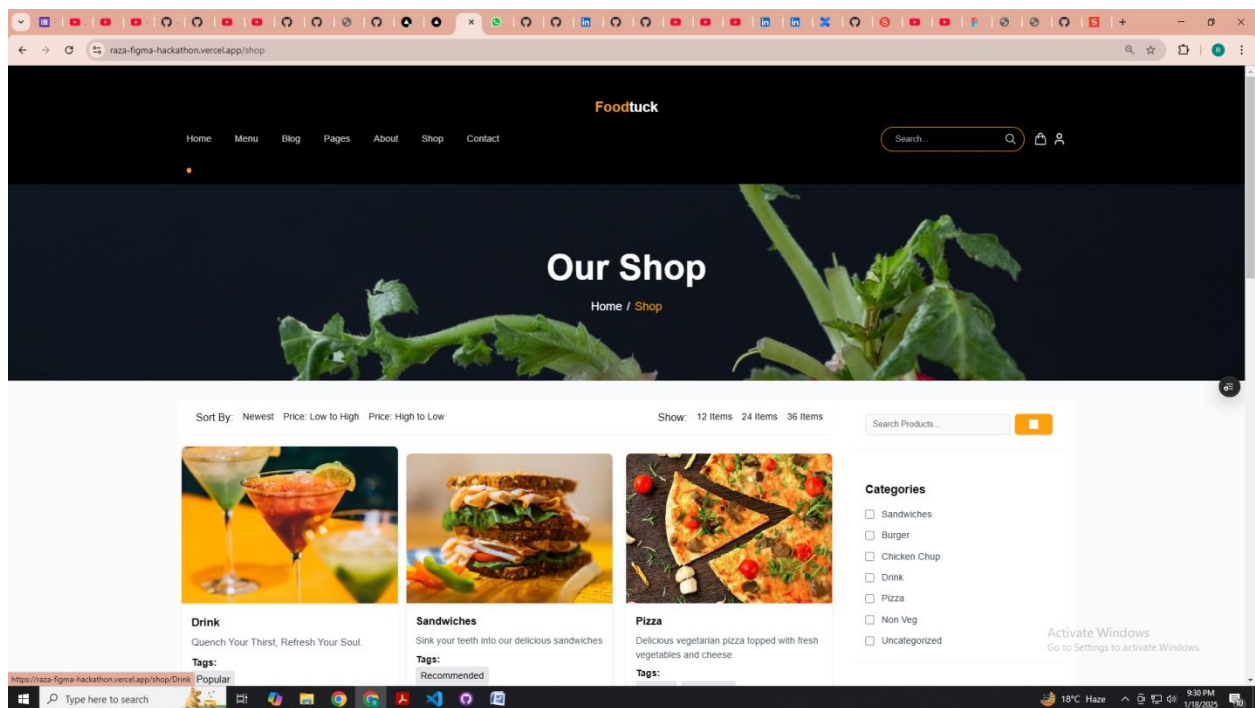 raza-figma-hackathon.vercel.app/shop
Foodtuck
Home Menu Blog Pages About Shop Contact
Search...
Our Shop
Home / Shop
Sort By: Newest Price: Low to High Price: High to Low
Show: 12 Items 24 Items 36 Items
Search Products...
Categories
Sandwiches
Burger
Chicken Chup
Drink
Pizza
Non Veg
Uncategorized
Drink
Quench Your Thirst, Refresh Your Soul.
Tags:
Popular
Sandwiches
Sink your teeth into our delicious sandwiches
Tags:
Recommended
Pizza
Delicious vegetarian pizza topped with fresh
vegetables and cheese.
Tags:
Activate Windows
Go to Settings to activate Windows.
https://raza-figma-hackathon.vercel.app/shop/Drink
Type here to search
18°C Haze
9:30 PM
1/18/2025